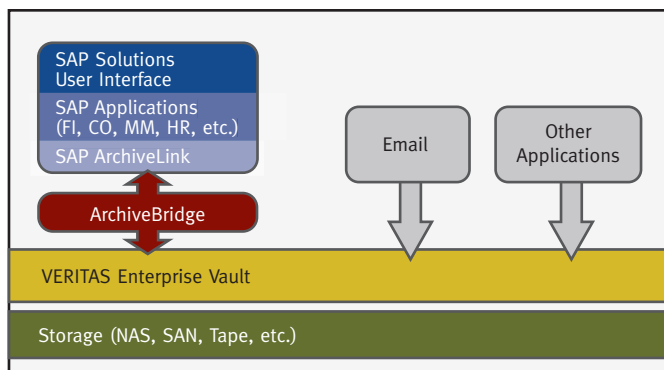 SAP Solutions
User Interface
SAP Applications
(FI, CO, MM, HR, etc.)
SAP ArchiveLink
ArchiveBridge
Email
Other
Applications
VERITAS Enterprise Vault
Storage (NAS, SAN, Tape, etc.)